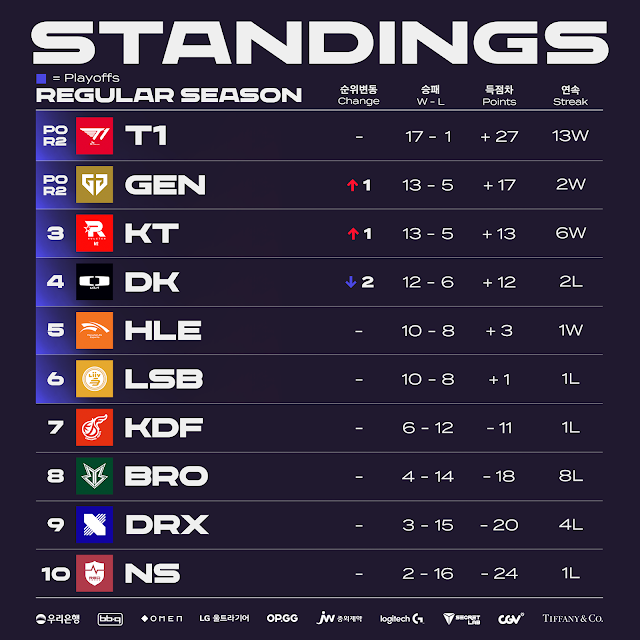 STANDINGS
= Playoffs
REGULAR SEASON
순위변동 승패 득점차 연속
Change W - L Points Streak
PO R2 T1 - 17 - 1 + 27 13W
PO R2 GEN ↑ 1 13 - 5 + 17 2W
3 KT ↑ 1 13 - 5 + 13 6W
4 DK ↓ 2 12 - 6 + 12 2L
5 HLE - 10 - 8 + 3 1W
6 LSB - 10 - 8 + 1 1L
7 KDF - 6 - 12 - 11 1L
8 BRO - 4 - 14 - 18 8L
9 DRX - 3 - 15 - 20 4L
10 NS - 2 - 16 - 24 1L
우리은행 bb.q OMEN LG 울트라기어 OP.GG JW 중외제약 logitech G SECRETLAB CGV TIFFANY & CO.